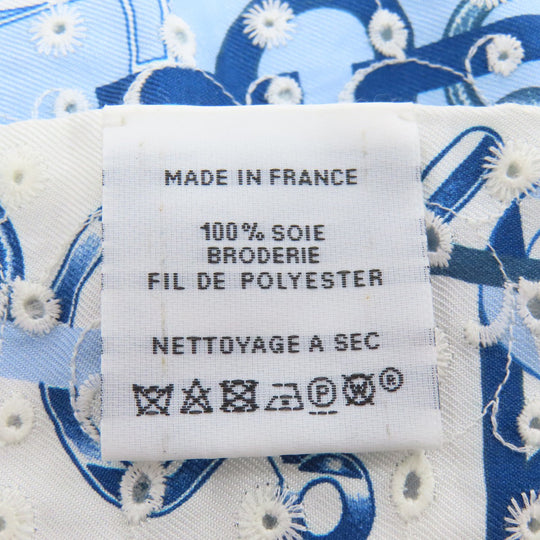 MADE IN FRANCE
100% SOIE
BRODERIE
FIL DE POLYESTER
NETTOYAGE A SEC
P W ®